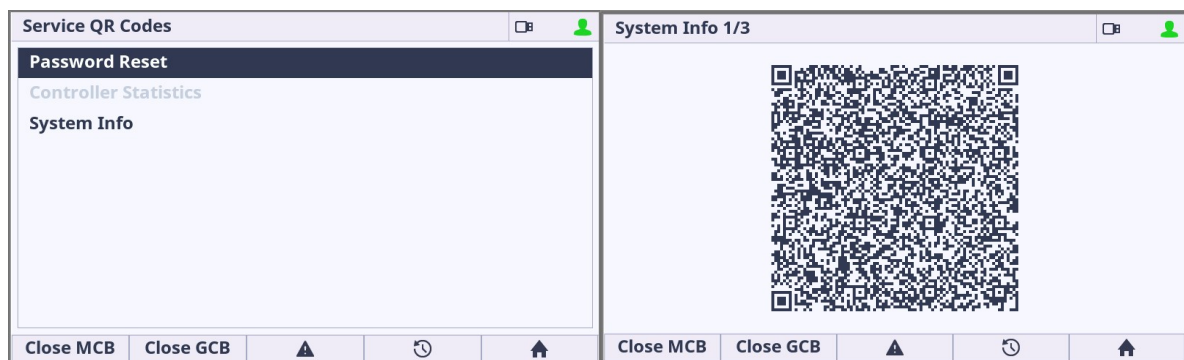 Service QR Codes
Password Reset
Controller Statistics
System Info
Close MCB Close GCB
System Info 1/3
Close MCB Close GCB